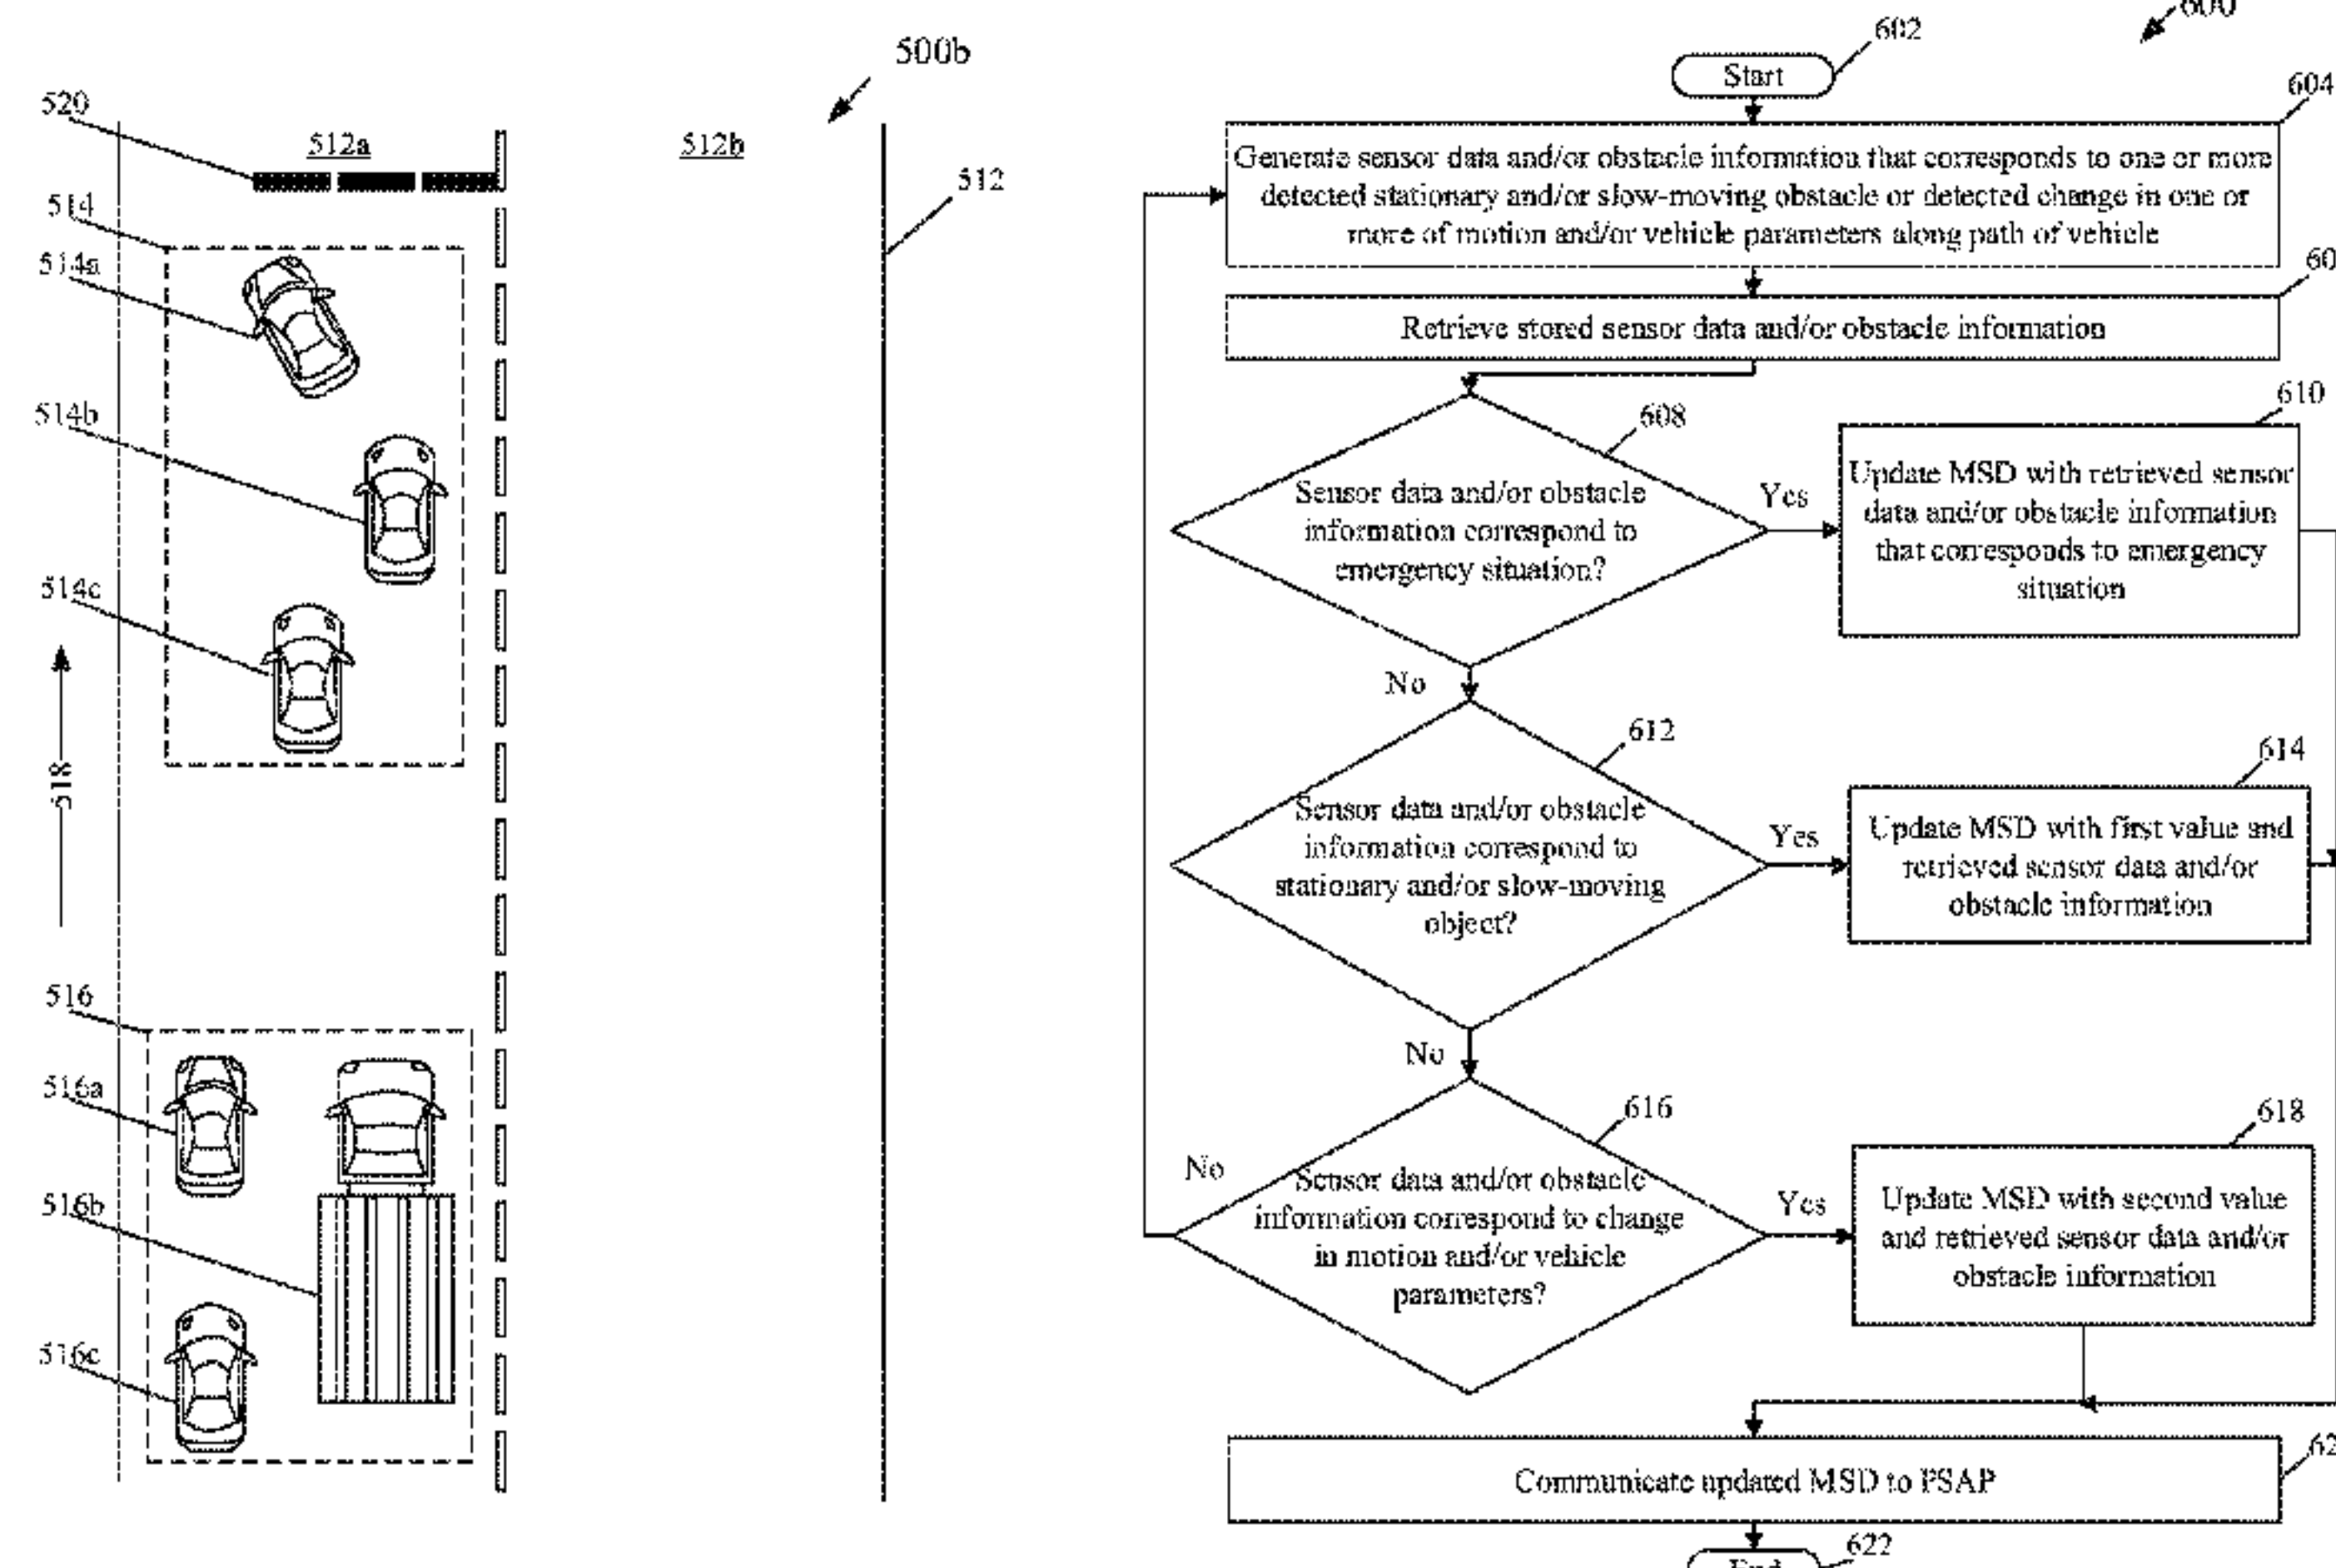 500b
520
512a
512b
514
512
514a
514b
514c
518
516
516a
516b
516c
600
602
Start
604
Generate sensor data and/or obstacle information that corresponds to one or more
detected stationary and/or slow-moving obstacle or detected change in one or
more of motion and/or vehicle parameters along path of vehicle
Retrieve stored sensor data and/or obstacle information
608
610
Sensor data and/or obstacle
information correspond to
emergency situation?
Yes
Update MSD with retrieved sensor
data and/or obstacle information
that corresponds to emergency
situation
No
612
614
Sensor data and/or obstacle
information correspond to
stationary and/or slow-moving
object?
Yes
Update MSD with first value and
retrieved sensor data and/or
obstacle information
No
616
618
No
Sensor data and/or obstacle
information correspond to change
in motion and/or vehicle
parameters?
Yes
Update MSD with second value
and retrieved sensor data and/or
obstacle information
Communicate updated MSD to PSAP
622
End